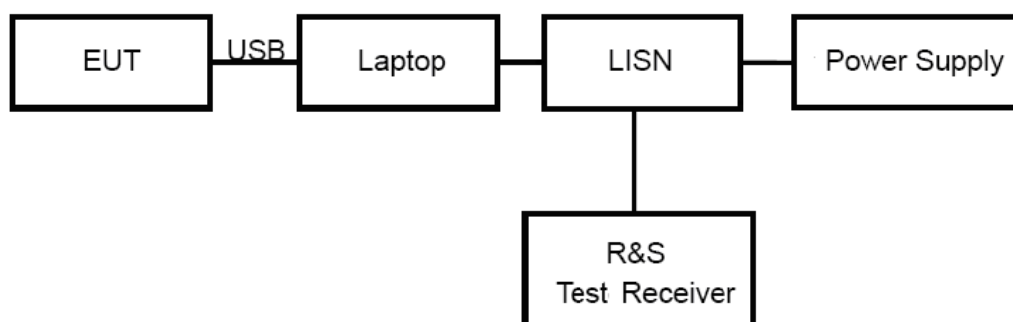 EUT
USB
Laptop
LISN
Power Supply
R&S
Test Receiver